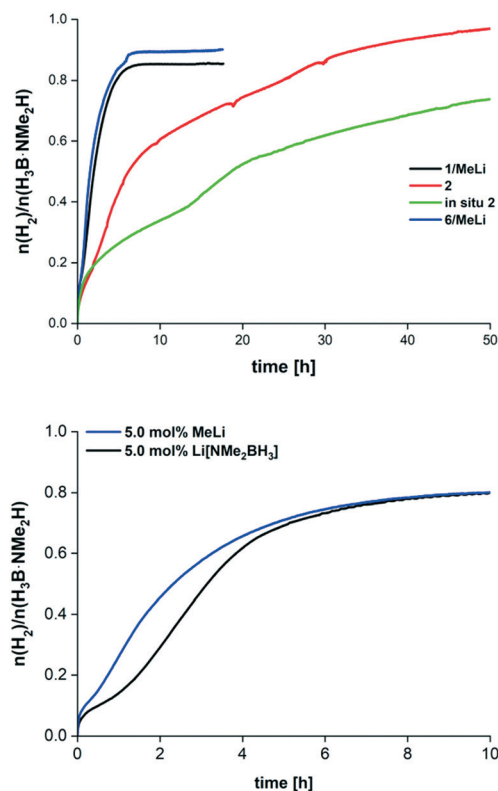 1.0
0.8
0.6
0.4
0.2
0.0
n(H₂)/n(H₃B·NMe₂H)
1/MeLi
2
in situ 2
6/MeLi
0 10 20 30 40 50
time [h]
5.0 mol% MeLi
5.0 mol% Li[NMe₂BH₃]
1.0
0.8
0.6
0.4
0.2
0.0
n(H₂)/n(H₃B·NMe₂H)
0 2 4 6 8 10
time [h]